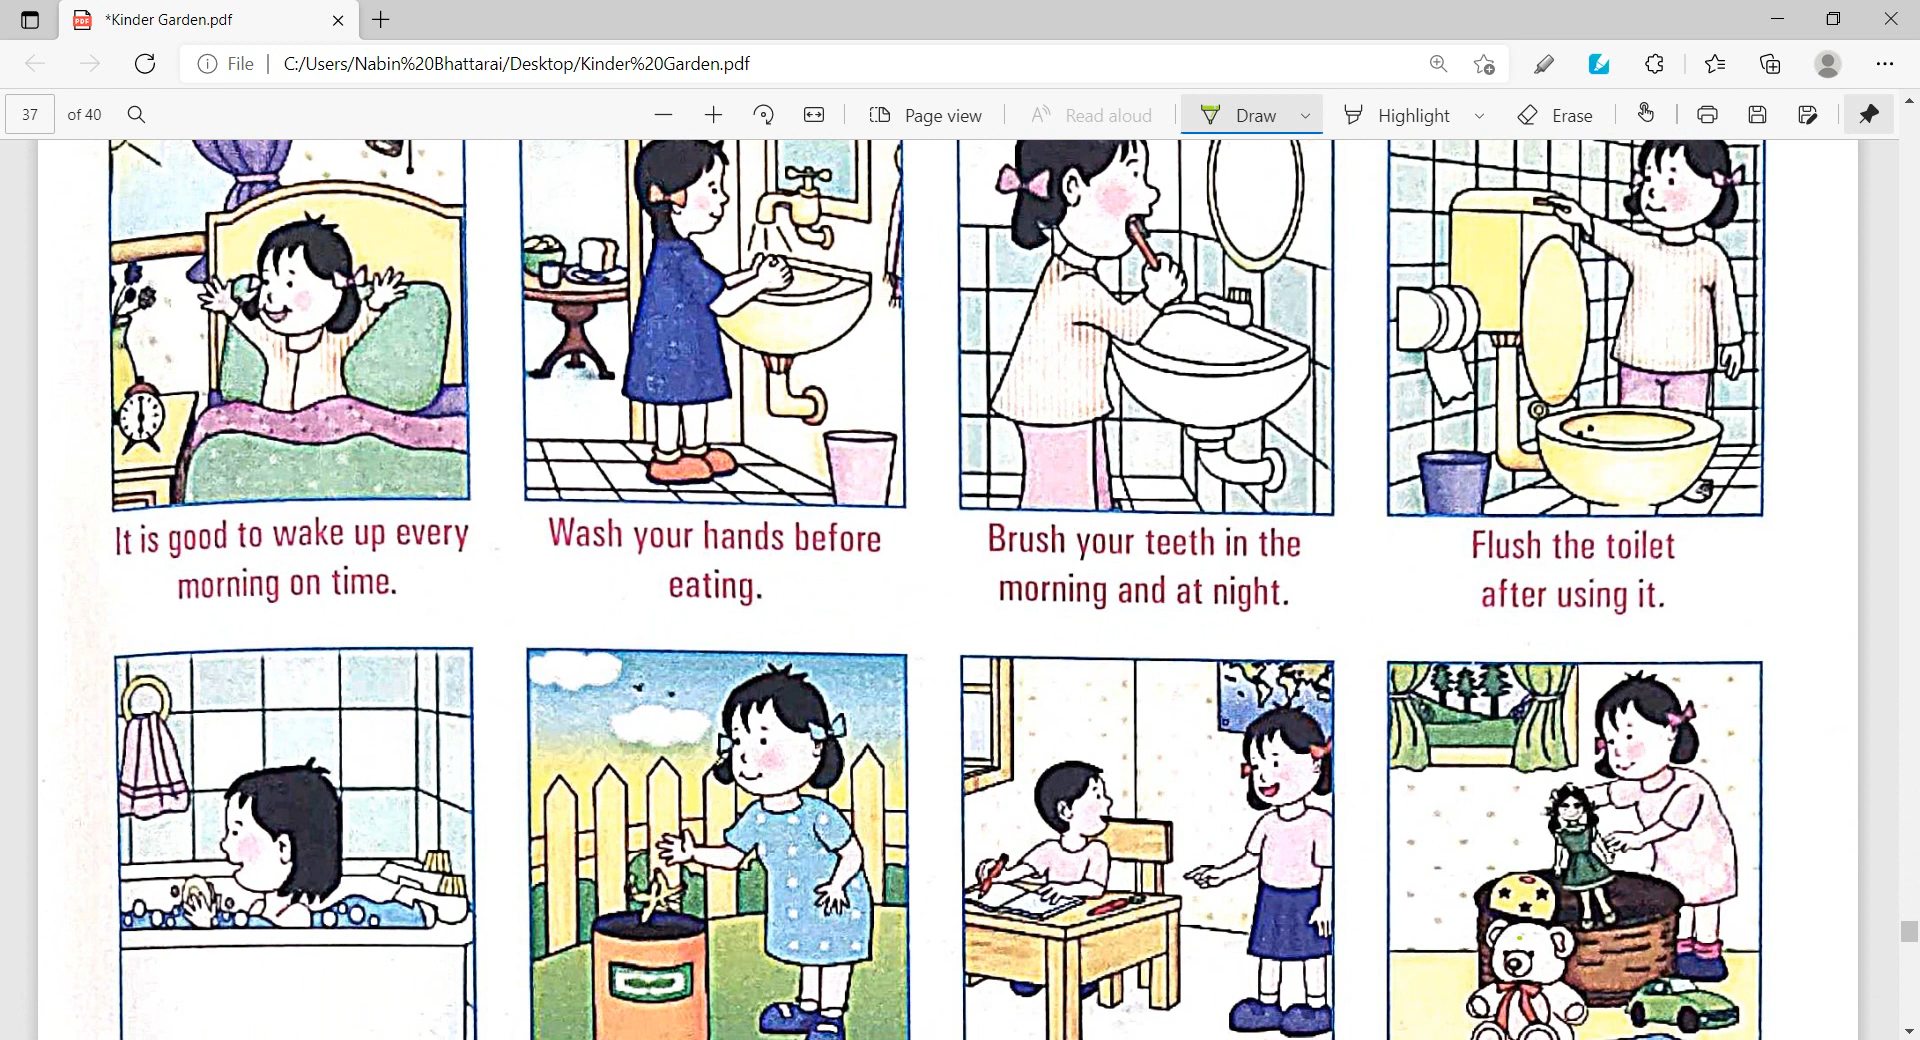 *Kinder Garden.pdf
File
C:/Users/Nabin%20Bhattarai/Desktop/Kinder%20Garden.pdf
37 of 40
Page view
Read aloud
Draw
Highlight
Erase
It is good to wake up every
morning on time.
Wash your hands before
eating.
Brush your teeth in the
morning and at night.
Flush the toilet
after using it.